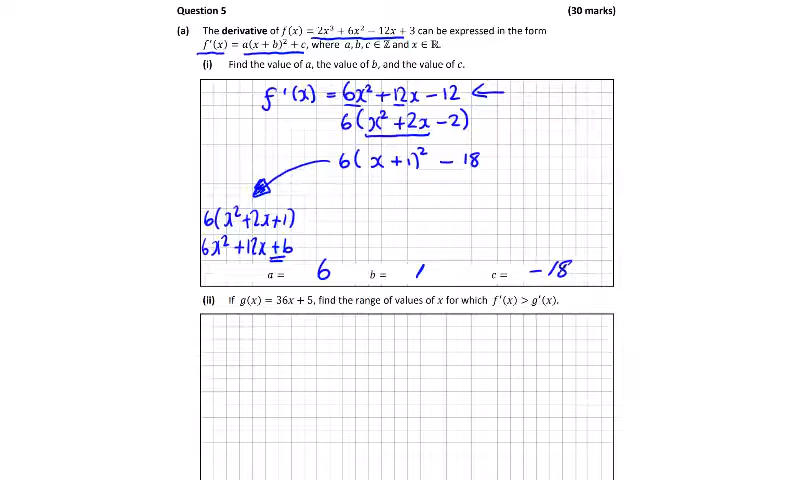 Question 5 (30 marks)
(a) The derivative of f(x) = 2x³ + 6x² − 12x + 3 can be expressed in the form
f′(x) = a(x + b)² + c, where a, b, c ∈ ℤ and x ∈ ℝ.
(i) Find the value of a, the value of b, and the value of c.
f'(x) = 6x² + 12x − 12 ←
6(x² + 2x − 2)
6(x + 1)² − 18
6(x² + 2x + 1)
6x² + 12x + 6
a = 6 b = 1 c = −18
(ii) If g(x) = 36x + 5, find the range of values of x for which f′(x) > g′(x).